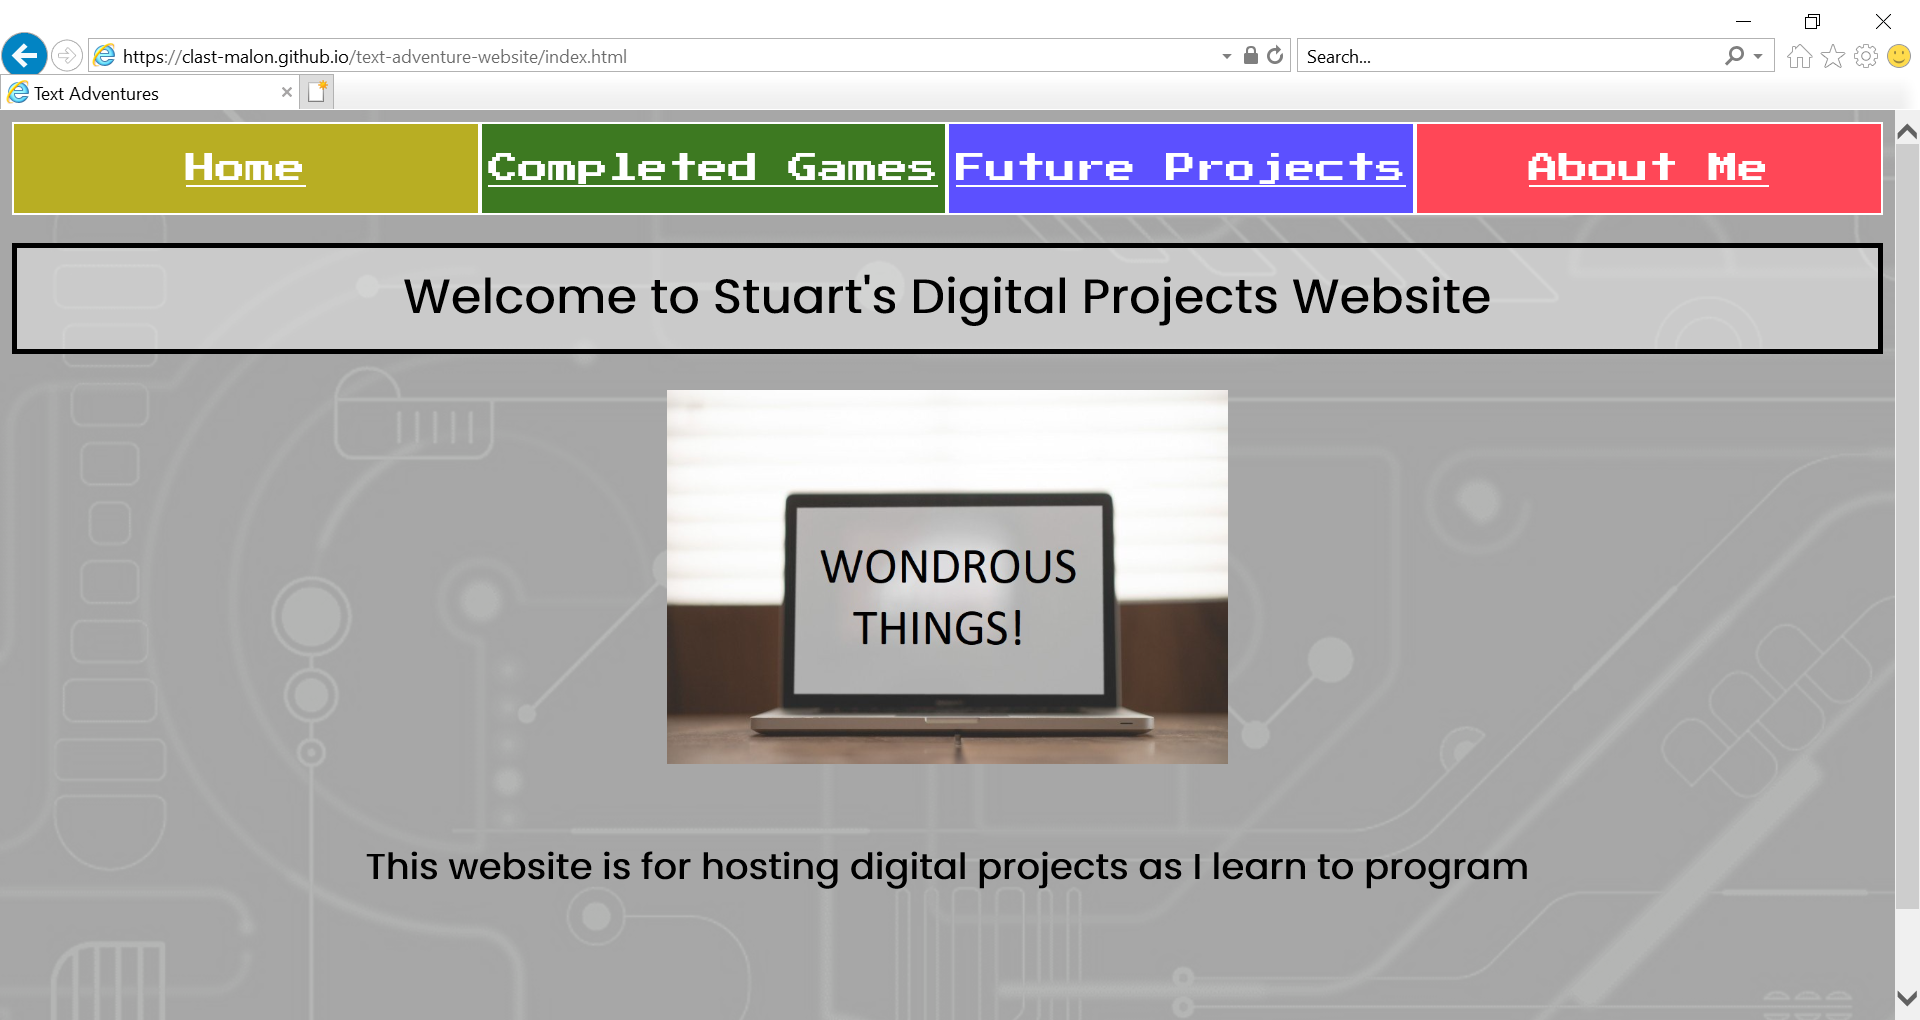 https://clast-malon.github.io/text-adventure-website/index.html
Search...
Text Adventures
Home
Completed Games
Future Projects
About Me
Welcome to Stuart's Digital Projects Website
WONDROUS
THINGS!
This website is for hosting digital projects as I learn to program